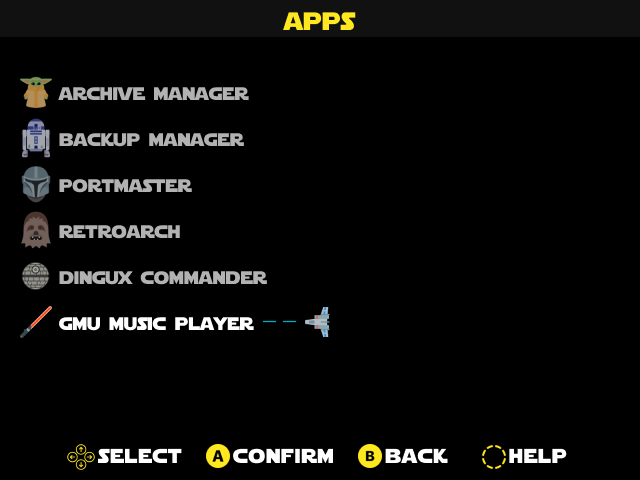 APPS
ARCHIVE MANAGER
BACKUP MANAGER
PORTMASTER
RETROARCH
DINGUX COMMANDER
GMU MUSIC PLAYER
SELECT A CONFIRM B BACK HELP